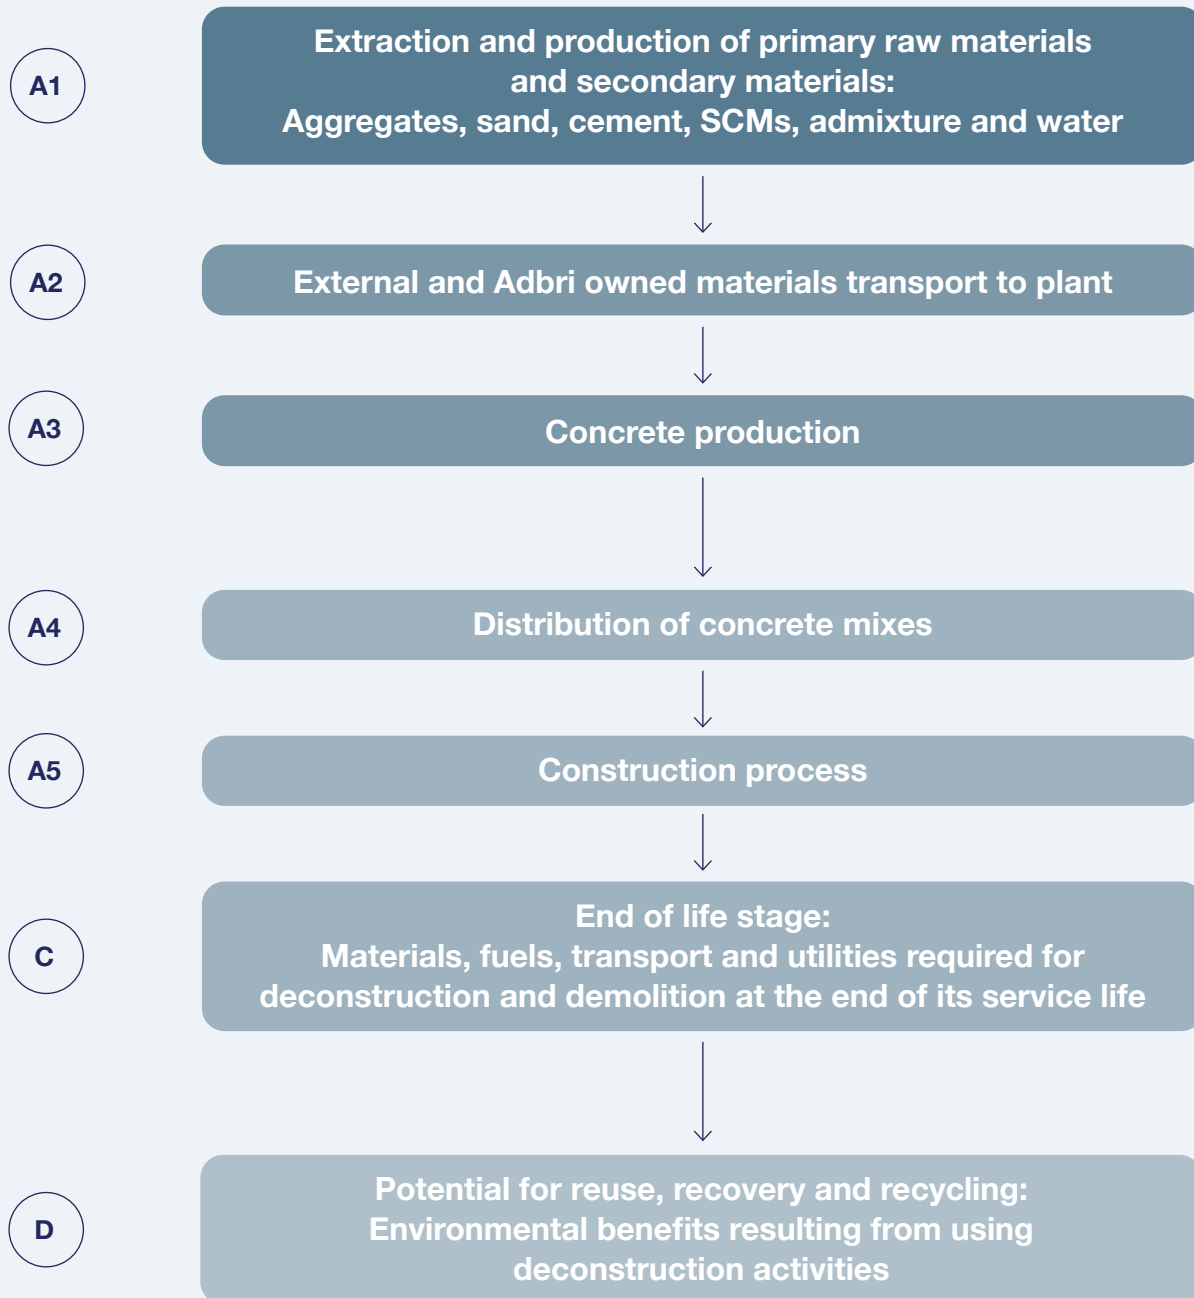 A1
Extraction and production of primary raw materials
and secondary materials:
Aggregates, sand, cement, SCMs, admixture and water
A2
External and Adbri owned materials transport to plant
A3
Concrete production
A4
Distribution of concrete mixes
A5
Construction process
C
End of life stage:
Materials, fuels, transport and utilities required for
deconstruction and demolition at the end of its service life
D
Potential for reuse, recovery and recycling:
Environmental benefits resulting from using
deconstruction activities